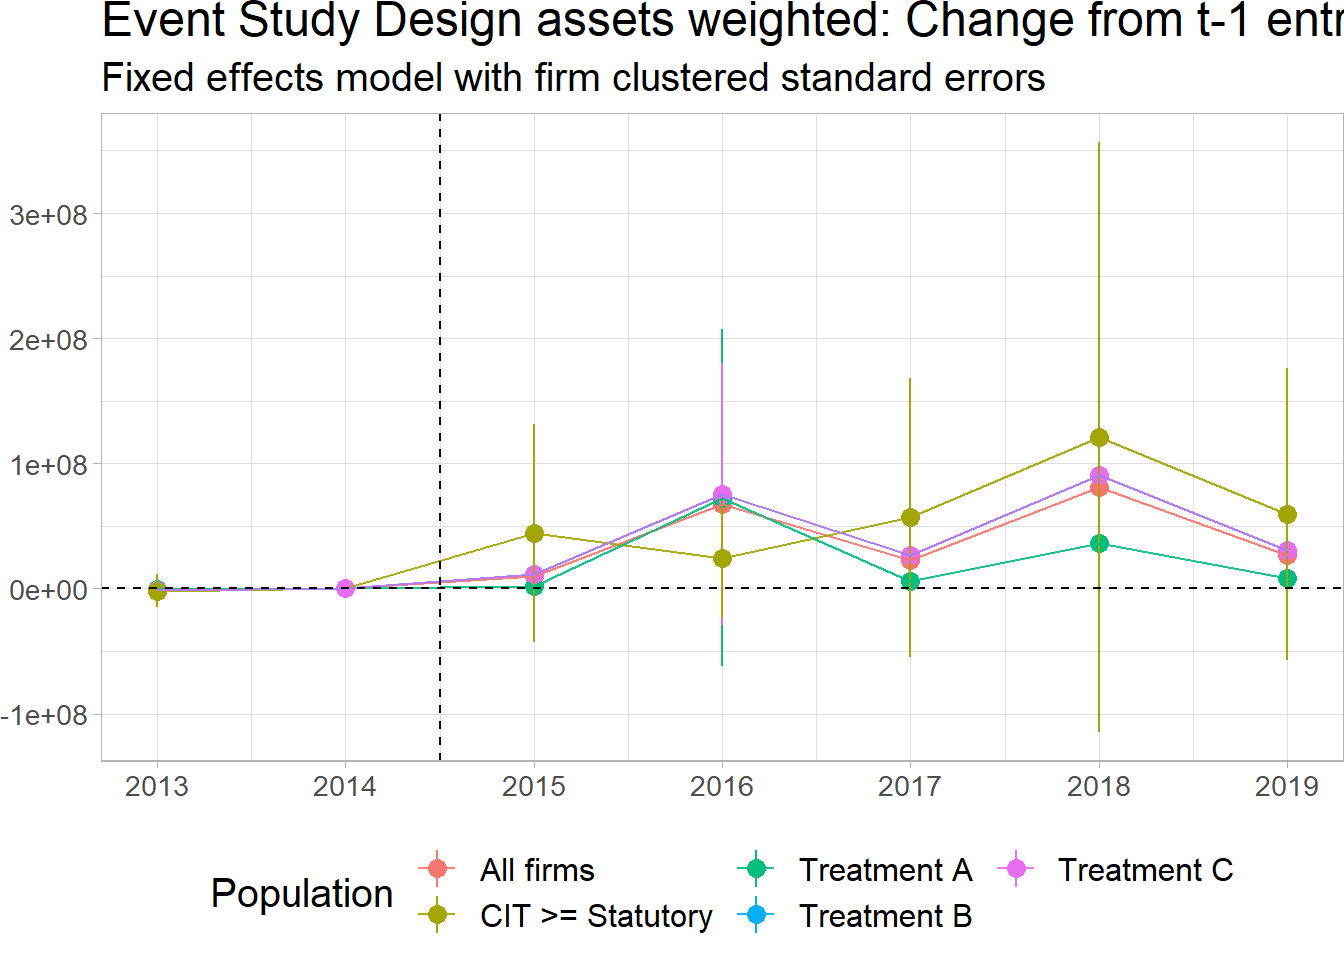 Event Study Design assets weighted: Change from t-1 entr
Fixed effects model with firm clustered standard errors
3e+08
2e+08
1e+08
0e+00
-1e+08
2013 2014 2015 2016 2017 2018 2019
Population
All firms
CIT >= Statutory
Treatment A
Treatment B
Treatment C